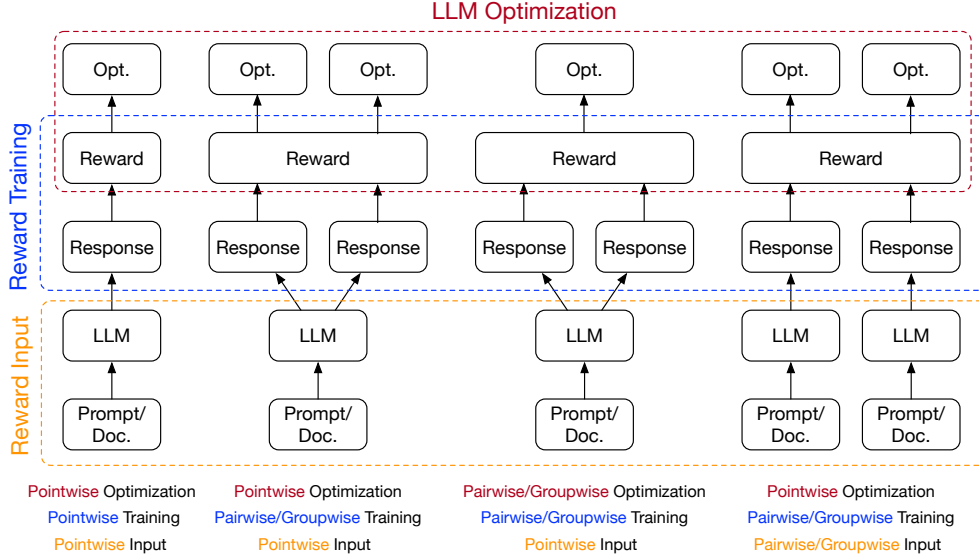 LLM Optimization
Opt. Opt. Opt. Opt. Opt. Opt.
Reward Training
Reward Reward Reward Reward
Response Response Response Response Response Response Response
Reward Input
LLM LLM LLM LLM LLM
Prompt/ Prompt/ Prompt/ Prompt/ Prompt/
Doc. Doc. Doc. Doc. Doc.
Pointwise Optimization
Pointwise Training
Pointwise Input
Pointwise Optimization
Pairwise/Groupwise Training
Pointwise Input
Pairwise/Groupwise Optimization
Pairwise/Groupwise Training
Pointwise Input
Pointwise Optimization
Pairwise/Groupwise Training
Pairwise/Groupwise Input